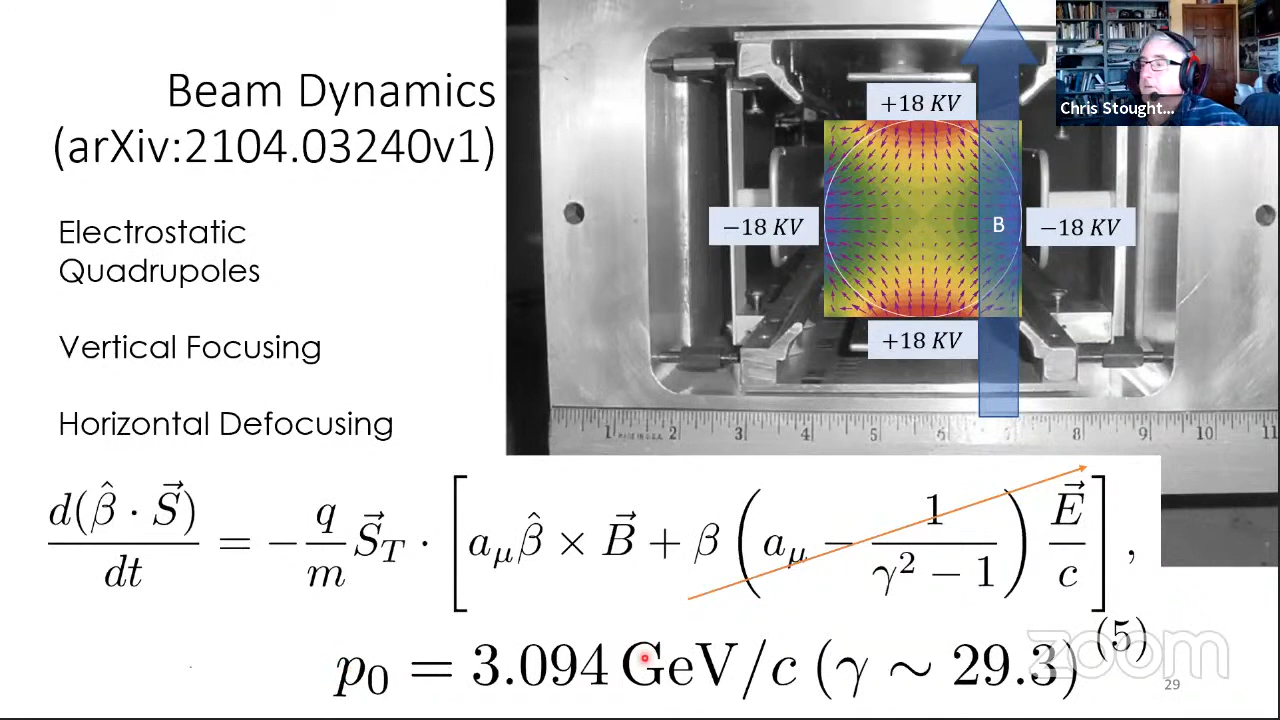 Beam Dynamics
(arXiv:2104.03240v1)
Electrostatic
Quadrupoles
Vertical Focusing
Horizontal Defocusing
+18 KV
−18 KV
B
−18 KV
+18 KV
Chris Stought...
1 MADE IN U.S.A. 2 3 4 5 6 7 8 9 10 11
d(β̂ · S⃗)/dt = −q/m S⃗_T · [a_μ β̂ × B⃗ + β (a_μ − 1/(γ² − 1)) E⃗/c] ,
(5)
p₀ = 3.094 GeV/c (γ ∼ 29.3)
zoom
29